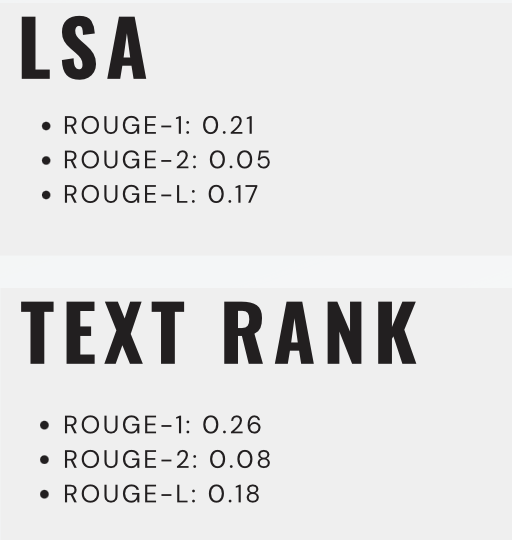 LSA
• ROUGE-1: 0.21
• ROUGE-2: 0.05
• ROUGE-L: 0.17
TEXT RANK
• ROUGE-1: 0.26
• ROUGE-2: 0.08
• ROUGE-L: 0.18